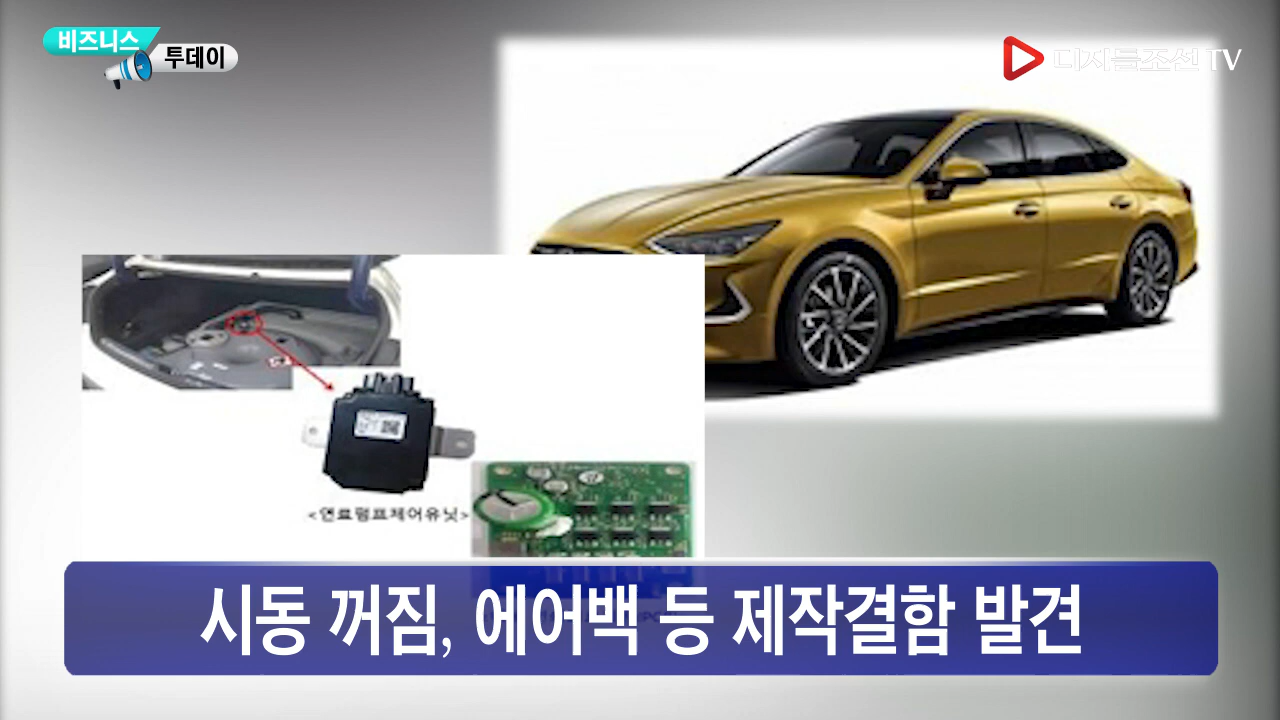 비즈니스
투데이
디지틀조선 TV
<연료펌프제어유닛>
시동 꺼짐, 에어백 등 제작결함 발견